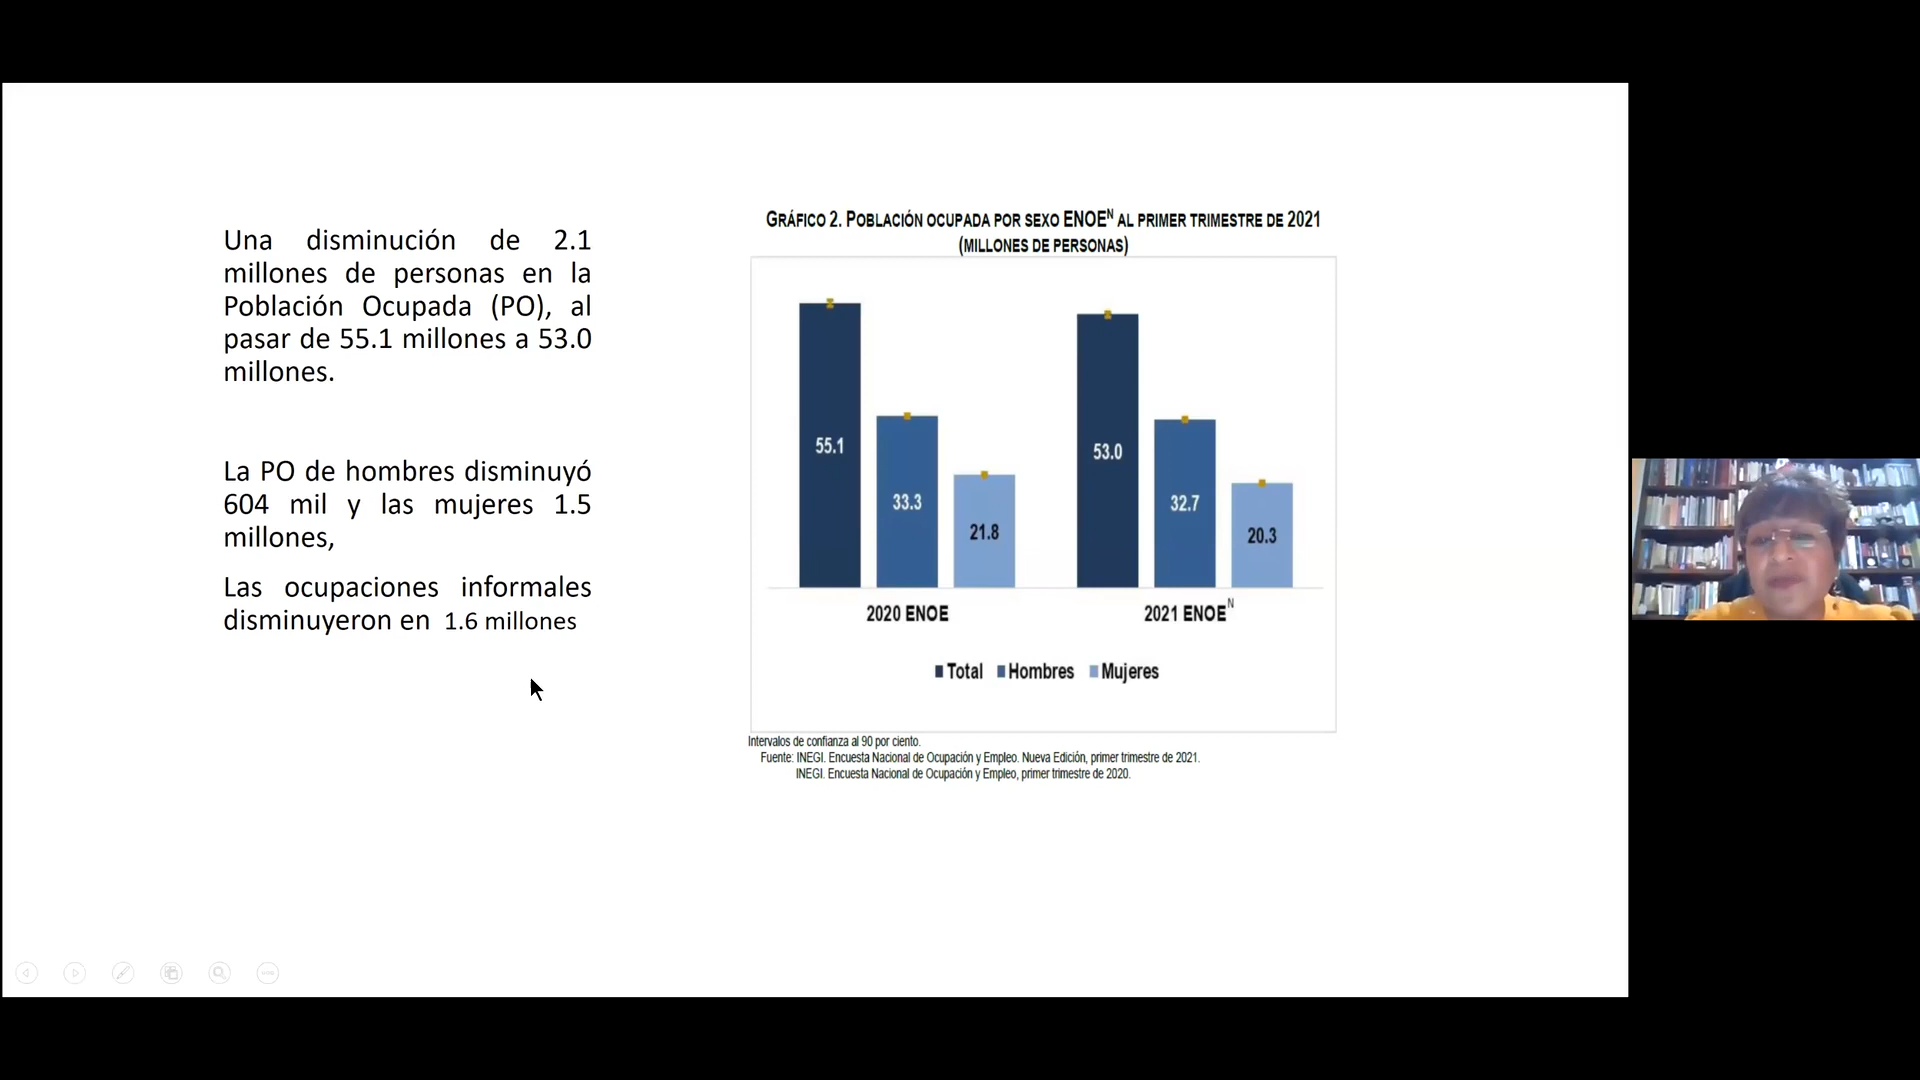 Una disminución de 2.1
millones de personas en la
Población Ocupada (PO), al
pasar de 55.1 millones a 53.0
millones.
La PO de hombres disminuyó
604 mil y las mujeres 1.5
millones,
Las ocupaciones informales
disminuyeron en 1.6 millones
GRÁFICO 2. POBLACIÓN OCUPADA POR SEXO ENOEᴺ AL PRIMER TRIMESTRE DE 2021
(MILLONES DE PERSONAS)
55.1
33.3
21.8
53.0
32.7
20.3
2020 ENOE
2021 ENOEᴺ
Total Hombres Mujeres
Intervalos de confianza al 90 por ciento.
Fuente: INEGI. Encuesta Nacional de Ocupación y Empleo. Nueva Edición, primer trimestre de 2021.
INEGI. Encuesta Nacional de Ocupación y Empleo, primer trimestre de 2020.